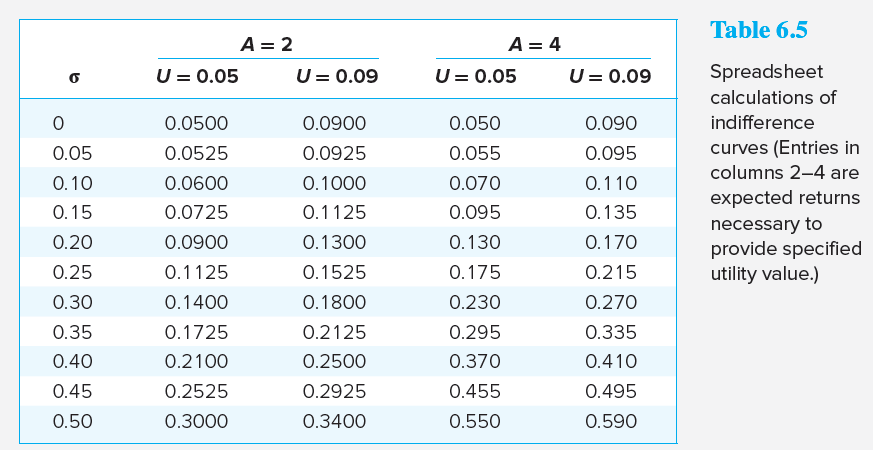 A = 2 A = 4
σ U = 0.05 U = 0.09 U = 0.05 U = 0.09
0 0.0500 0.0900 0.050 0.090
0.05 0.0525 0.0925 0.055 0.095
0.10 0.0600 0.1000 0.070 0.110
0.15 0.0725 0.1125 0.095 0.135
0.20 0.0900 0.1300 0.130 0.170
0.25 0.1125 0.1525 0.175 0.215
0.30 0.1400 0.1800 0.230 0.270
0.35 0.1725 0.2125 0.295 0.335
0.40 0.2100 0.2500 0.370 0.410
0.45 0.2525 0.2925 0.455 0.495
0.50 0.3000 0.3400 0.550 0.590
Table 6.5
Spreadsheet
calculations of
indifference
curves (Entries in
columns 2–4 are
expected returns
necessary to
provide specified
utility value.)